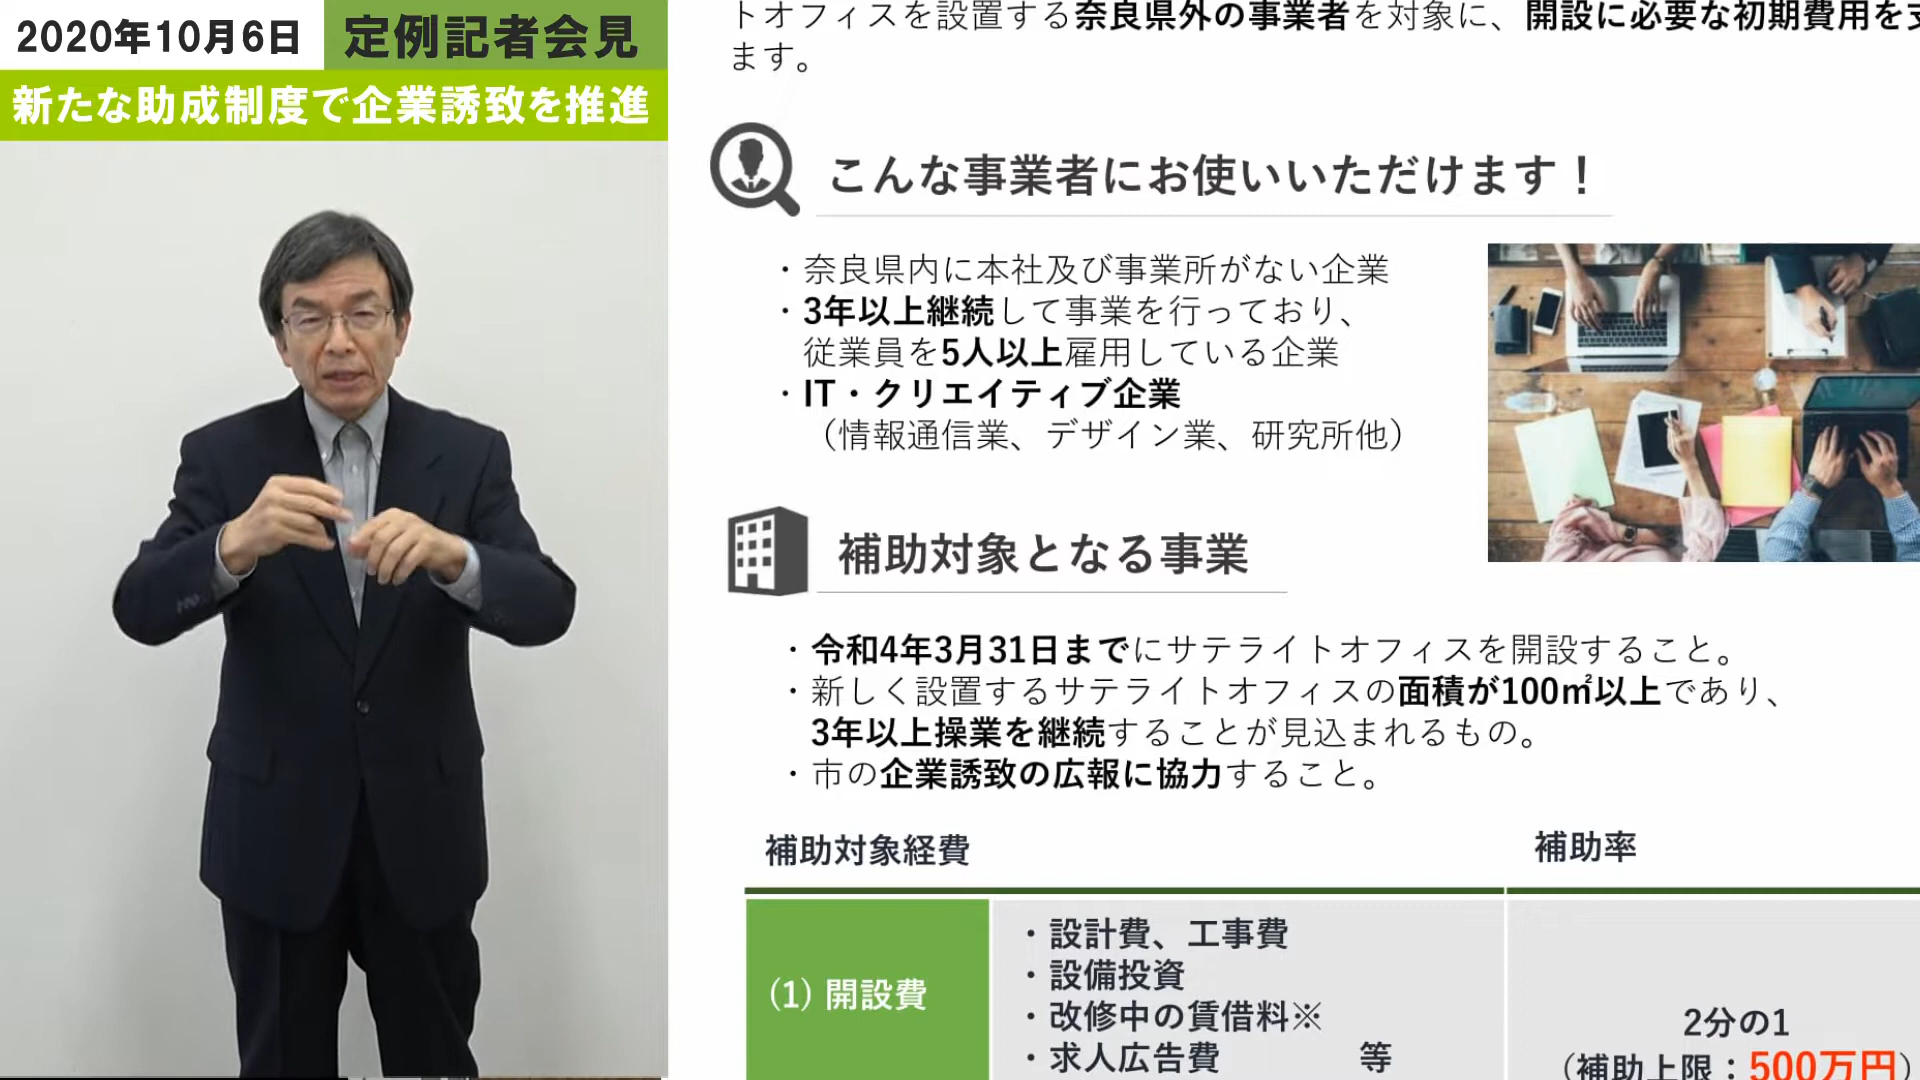 2020年10月6日 定例記者会見
新たな助成制度で企業誘致を推進
トオフィスを設置する奈良県外の事業者を対象に、開設に必要な初期費用を支
ます。
こんな事業者にお使いいただけます！
・奈良県内に本社及び事業所がない企業
・3年以上継続して事業を行っており、
従業員を5人以上雇用している企業
・IT・クリエイティブ企業
（情報通信業、デザイン業、研究所他）
補助対象となる事業
・令和4年3月31日までにサテライトオフィスを開設すること。
・新しく設置するサテライトオフィスの面積が100㎡以上であり、
3年以上操業を継続することが見込まれるもの。
・市の企業誘致の広報に協力すること。
補助対象経費 補助率
(1) 開設費
・設計費、工事費
・設備投資
・改修中の賃借料※
・求人広告費 等
2分の1
（補助上限：500万円）